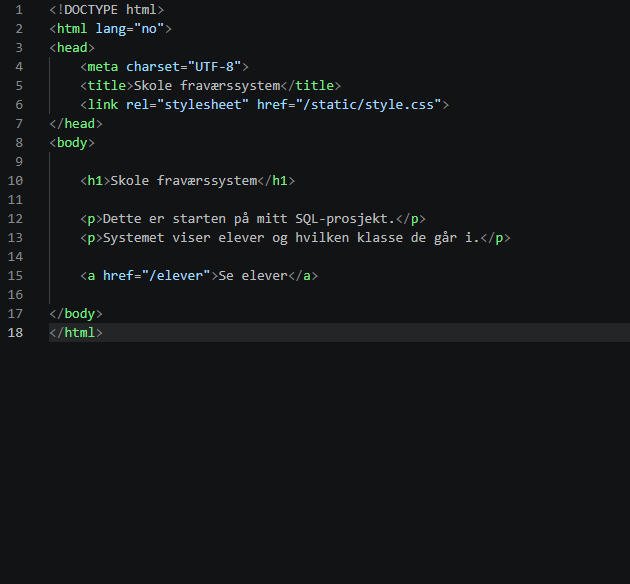 1 <!DOCTYPE html>
2 <html lang="no">
3 <head>
4     <meta charset="UTF-8">
5     <title>Skole fraværssystem</title>
6     <link rel="stylesheet" href="/static/style.css">
7 </head>
8 <body>
9
10     <h1>Skole fraværssystem</h1>
11
12     <p>Dette er starten på mitt SQL-prosjekt.</p>
13     <p>Systemet viser elever og hvilken klasse de går i.</p>
14
15     <a href="/elever">Se elever</a>
16
17 </body>
18 </html>